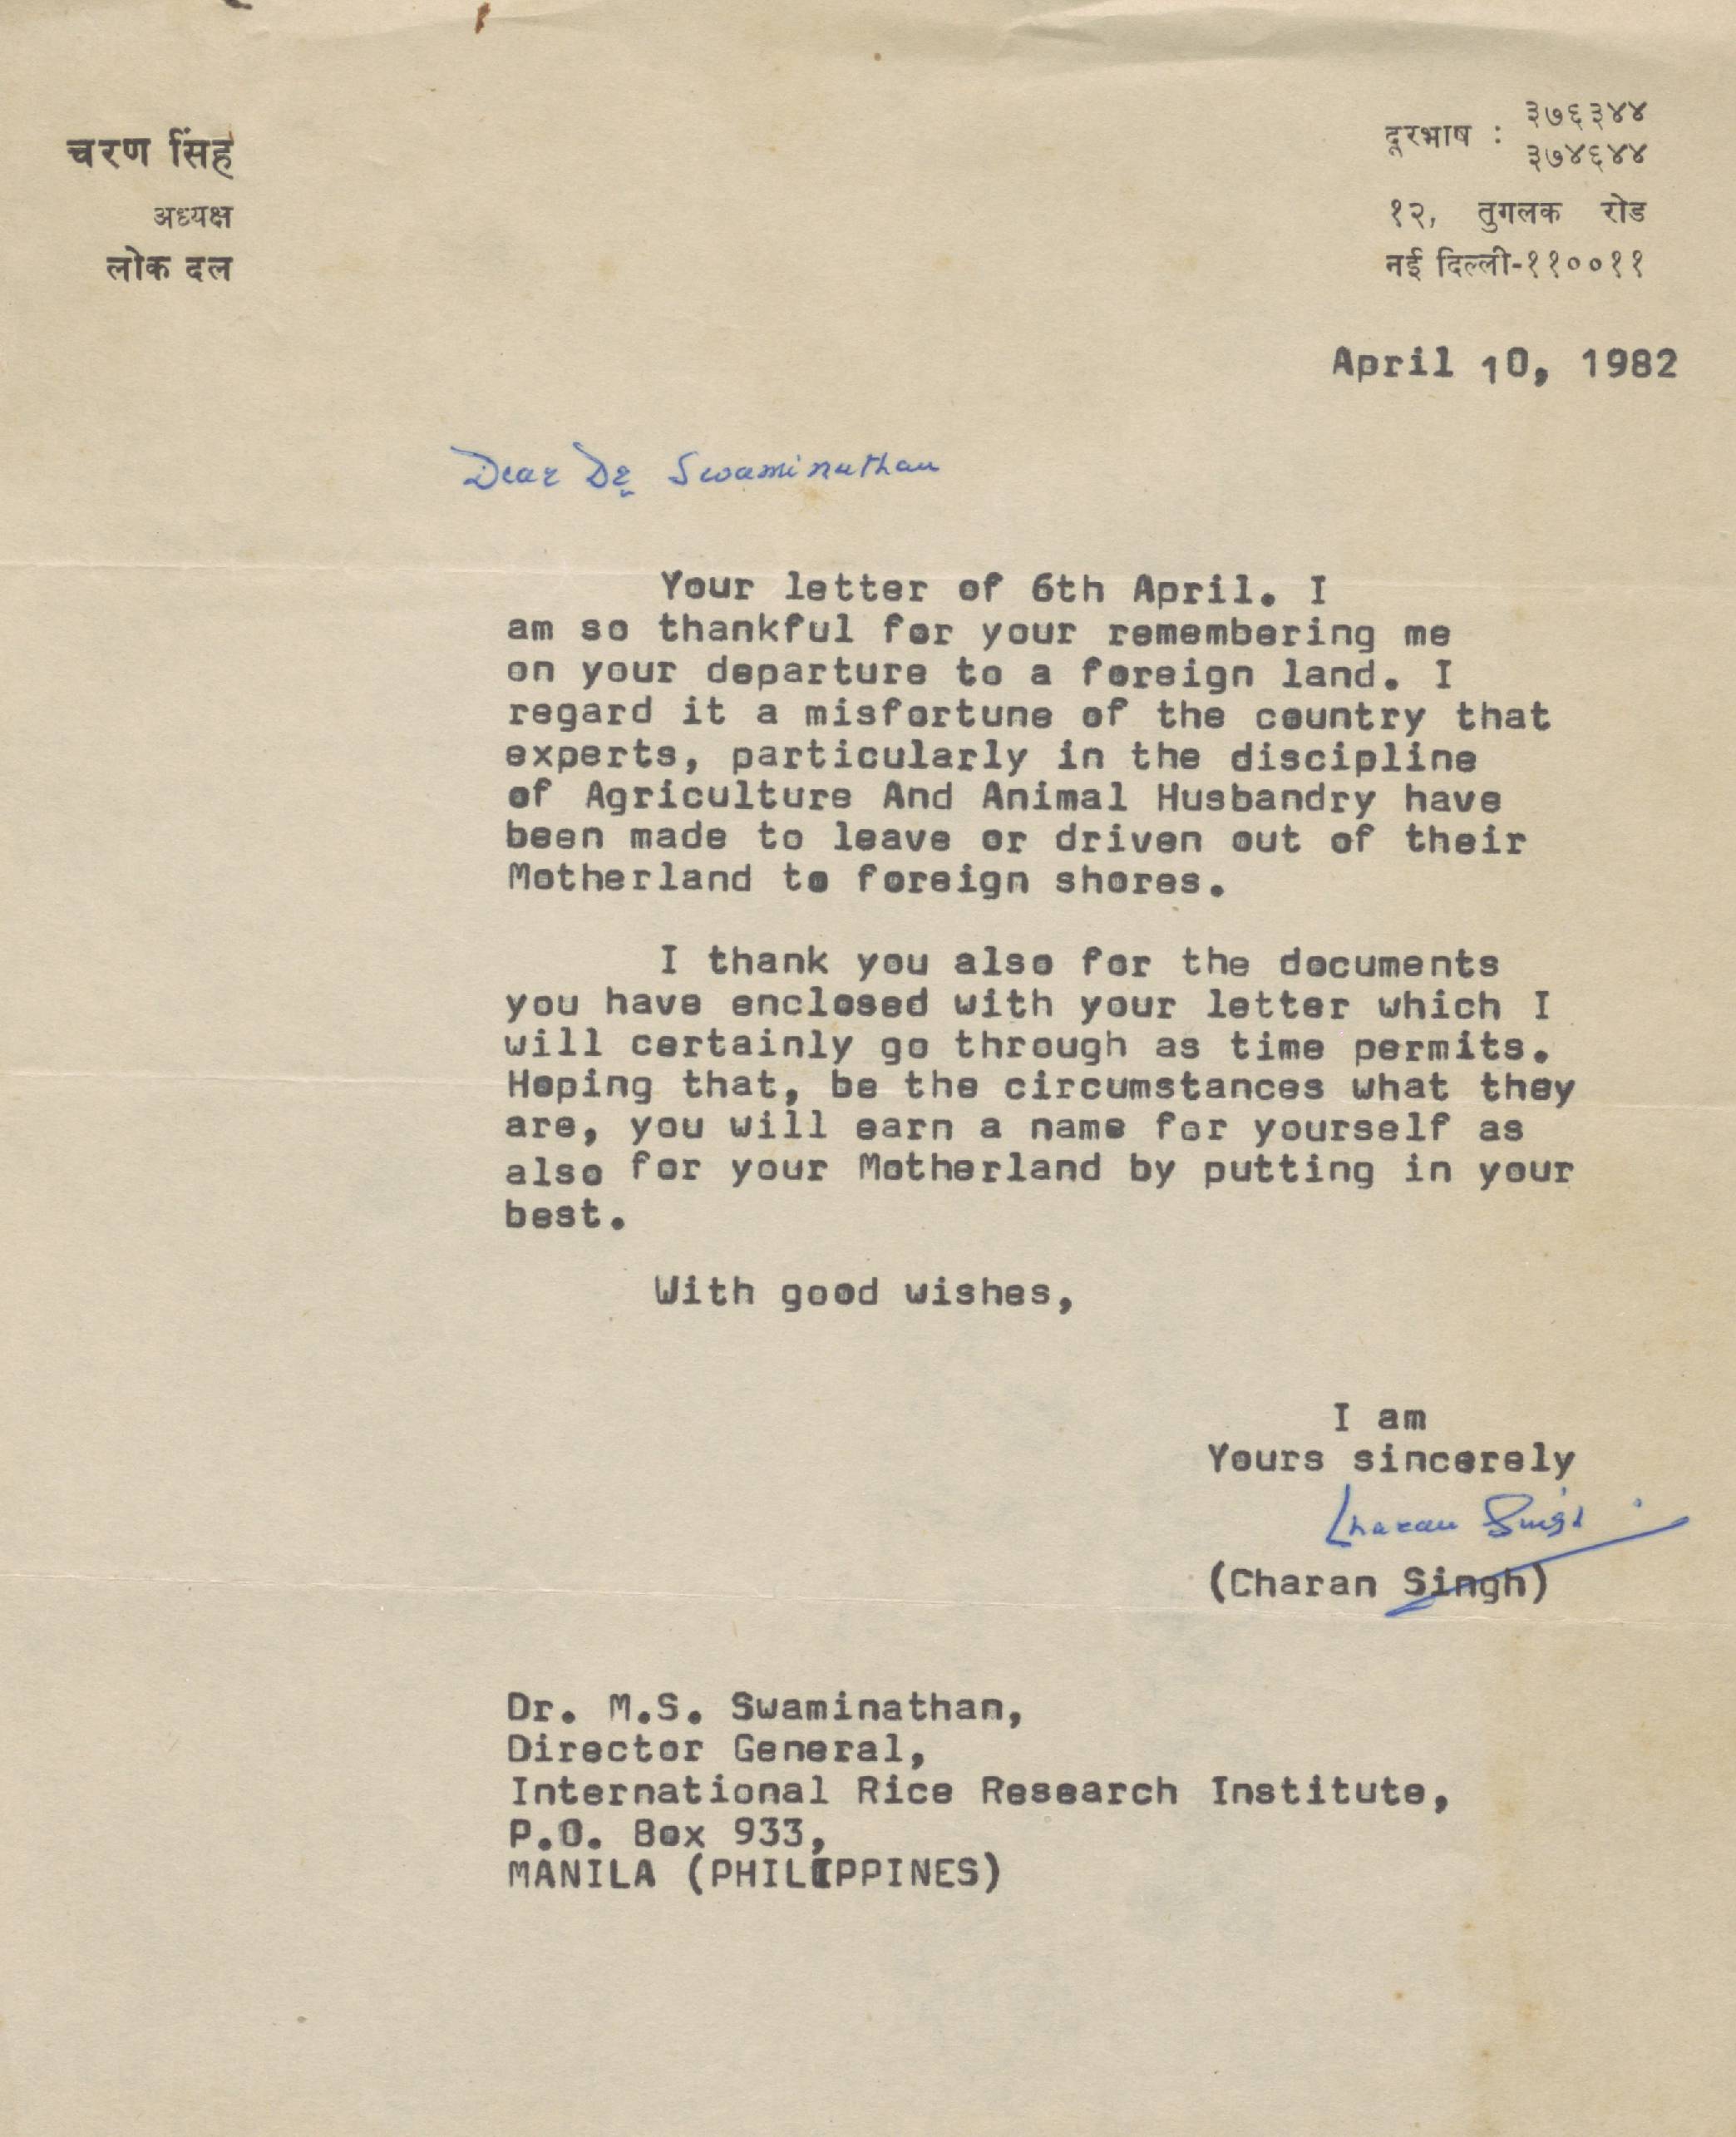 चरण सिंह
अध्यक्ष
लोक दल
दूरभाष : ३७६३४४
३७४६४४
१२, तुगलक रोड
नई दिल्ली-११००११
April 10, 1982
Dear Dr. Swaminathan
Your letter of 6th April. I
am so thankful for your remembering me
on your departure to a foreign land. I
regard it a misfortune of the country that
experts, particularly in the discipline
of Agriculture And Animal Husbandry have
been made to leave or driven out of their
Motherland to foreign shores.
I thank you also for the documents
you have enclosed with your letter which I
will certainly go through as time permits.
Hoping that, be the circumstances what they
are, you will earn a name for yourself as
also for your Motherland by putting in your
best.
With good wishes,
I am
Yours sincerely
Charan Singh
(Charan Singh)
Dr. M.S. Swaminathan,
Director General,
International Rice Research Institute,
P.O. Box 933,
MANILA (PHILIPPINES)